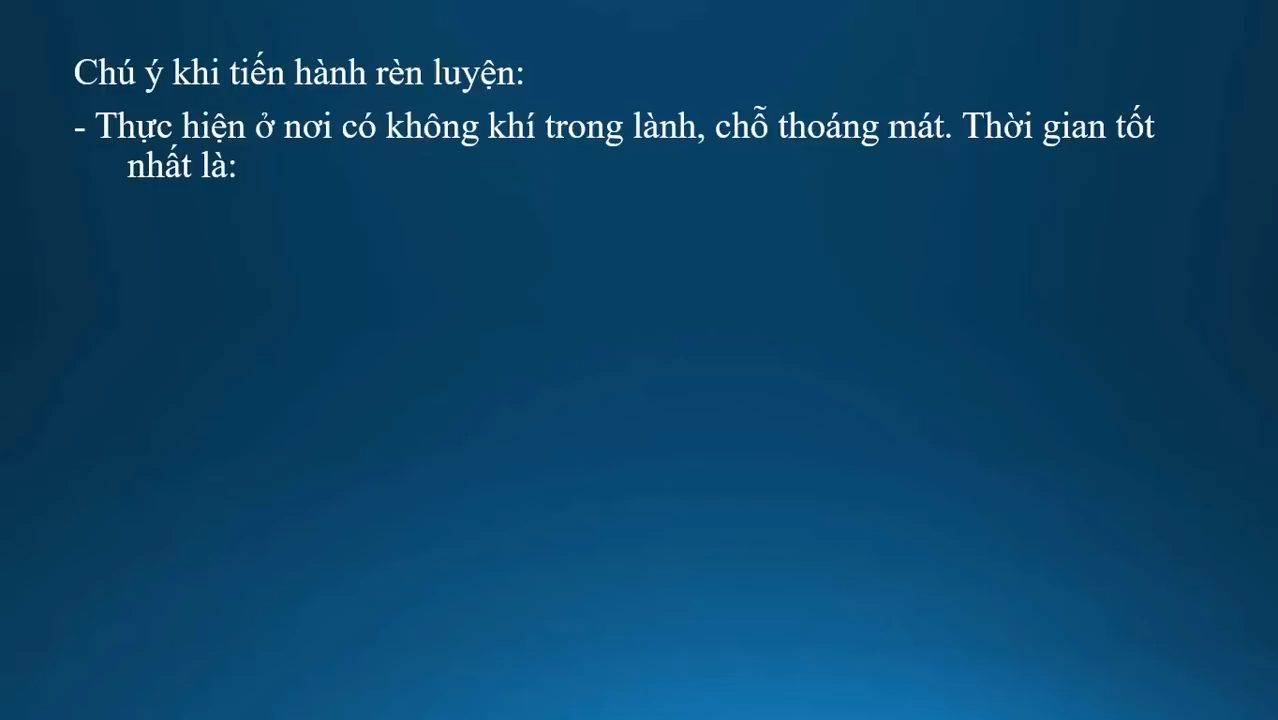 Chú ý khi tiến hành rèn luyện:
- Thực hiện ở nơi có không khí trong lành, chỗ thoáng mát. Thời gian tốt
nhất là: